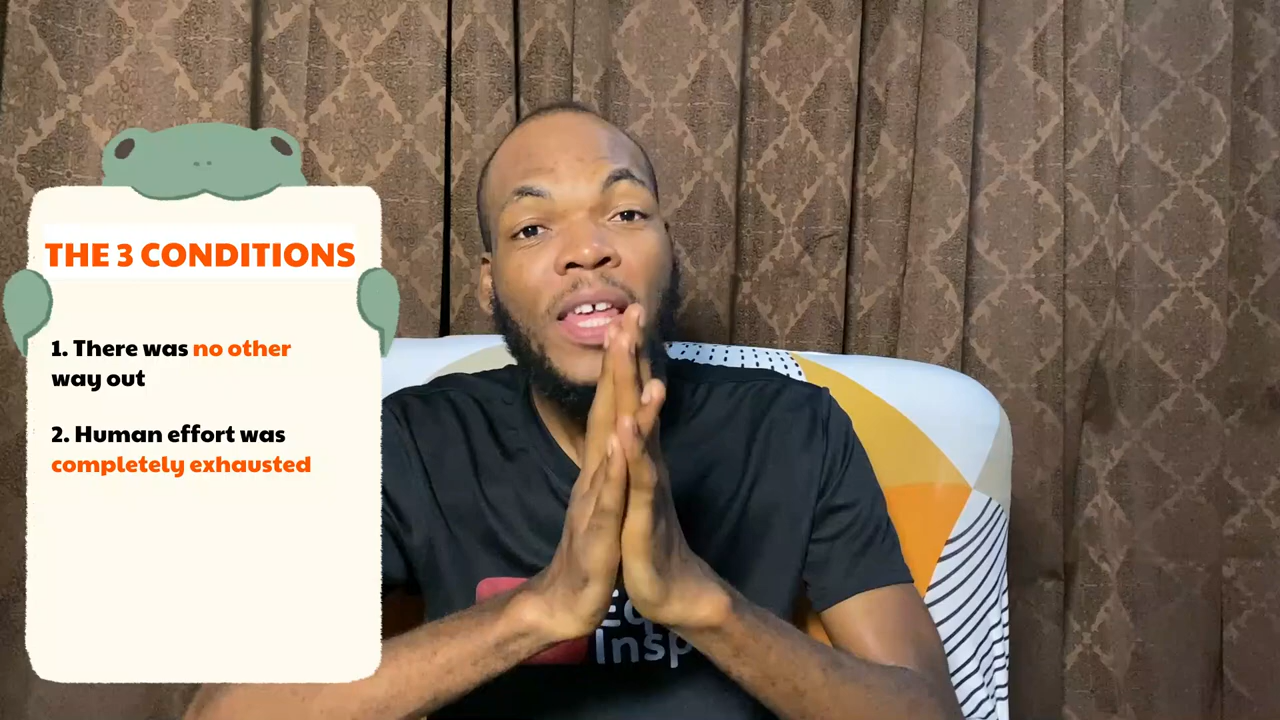 THE 3 CONDITIONS
1. There was no other
way out
2. Human effort was
completely exhausted